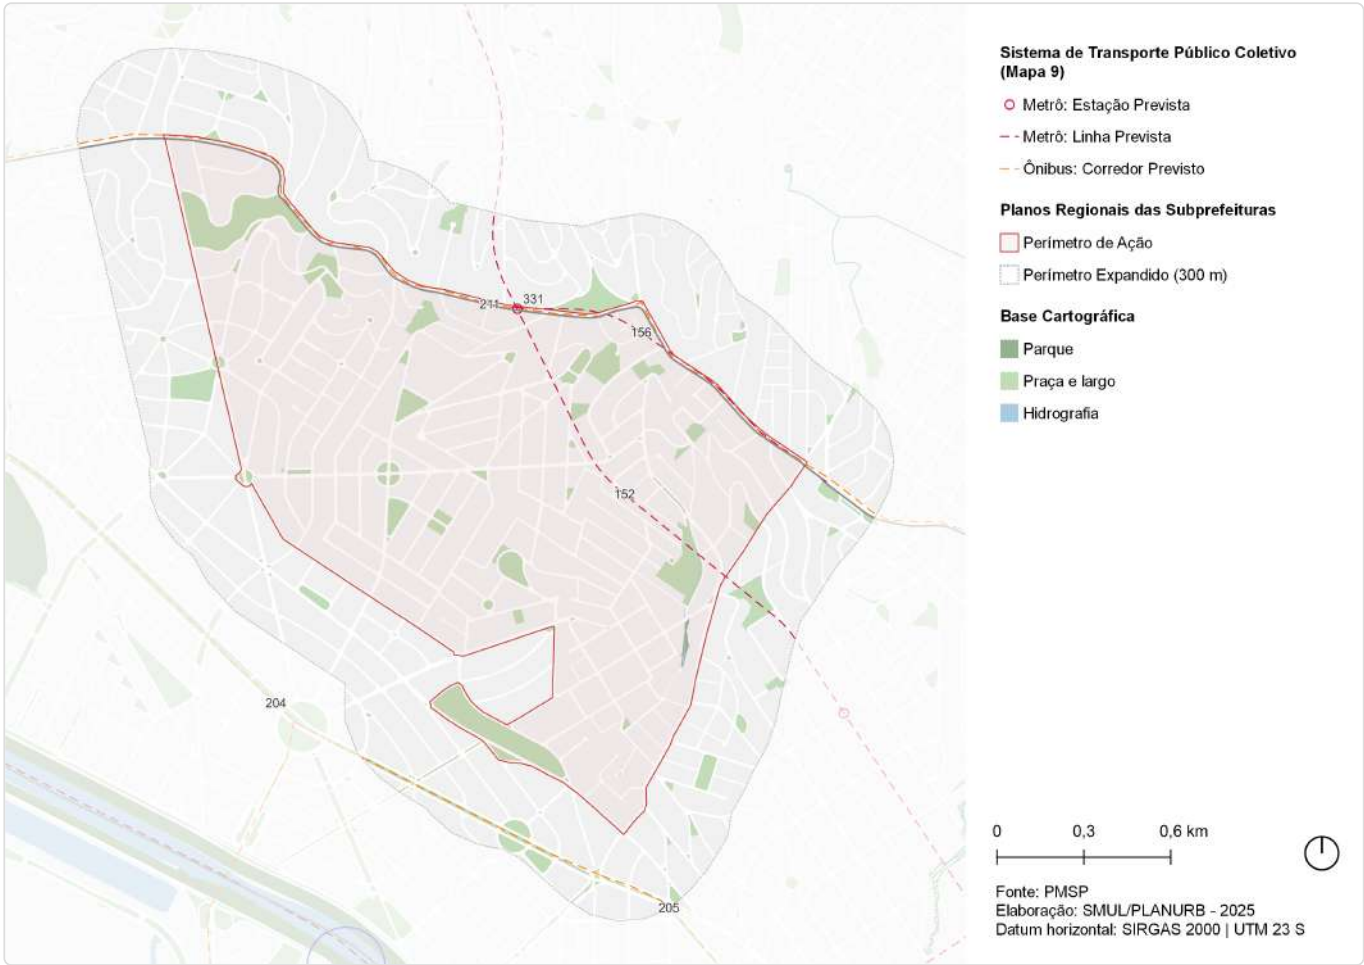 Sistema de Transporte Público Coletivo
(Mapa 9)
Metrô: Estação Prevista
Metrô: Linha Prevista
Ônibus: Corredor Previsto
Planos Regionais das Subprefeituras
Perímetro de Ação
Perímetro Expandido (300 m)
Base Cartográfica
Parque
Praça e largo
Hidrografia
211
331
156
152
204
205
0 0,3 0,6 km
Fonte: PMSP
Elaboração: SMUL/PLANURB - 2025
Datum horizontal: SIRGAS 2000 | UTM 23 S